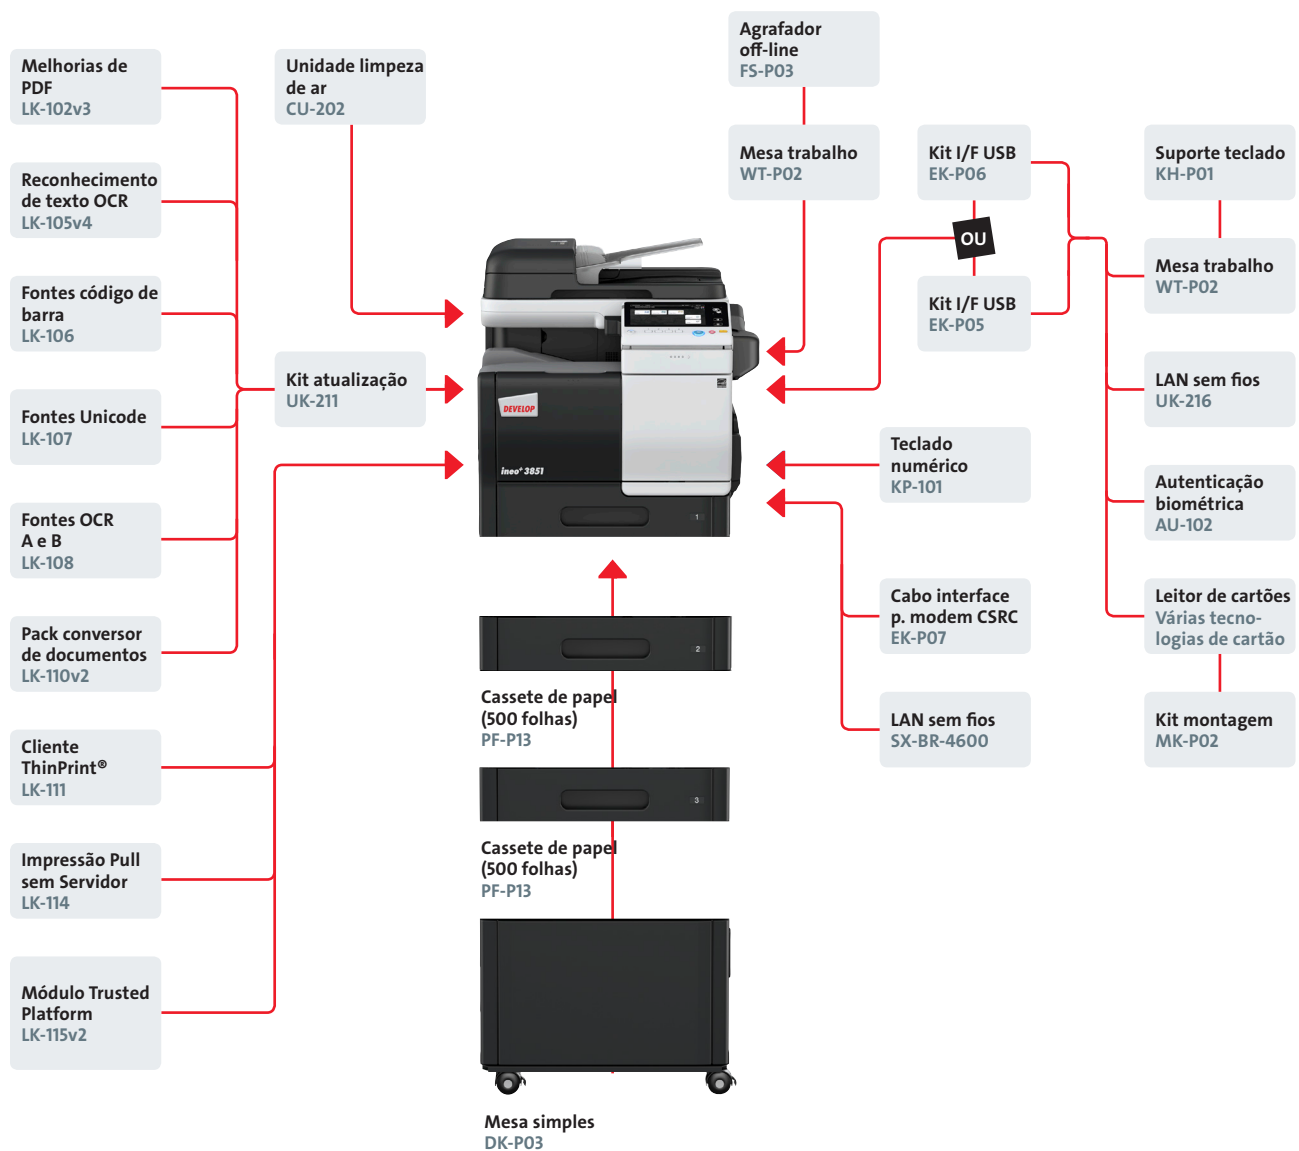 Melhorias de
PDF
LK-102v3
Reconhecimento
de texto OCR
LK-105v4
Fontes código de
barra
LK-106
Fontes Unicode
LK-107
Fontes OCR
A e B
LK-108
Pack conversor
de documentos
LK-110v2
Cliente
ThinPrint®
LK-111
Impressão Pull
sem Servidor
LK-114
Módulo Trusted
Platform
LK-115v2
Unidade limpeza
de ar
CU-202
Kit atualização
UK-211
DEVELOP
ineo+ 3851
1
2
Cassete de papel
(500 folhas)
PF-P13
3
Cassete de papel
(500 folhas)
PF-P13
Mesa simples
DK-P03
Agrafador
off-line
FS-P03
Mesa trabalho
WT-P02
Kit I/F USB
EK-P06
OU
Kit I/F USB
EK-P05
Teclado
numérico
KP-101
Cabo interface
p. modem CSRC
EK-P07
LAN sem fios
SX-BR-4600
Suporte teclado
KH-P01
Mesa trabalho
WT-P02
LAN sem fios
UK-216
Autenticação
biométrica
AU-102
Leitor de cartões
Várias tecno-
logias de cartão
Kit montagem
MK-P02